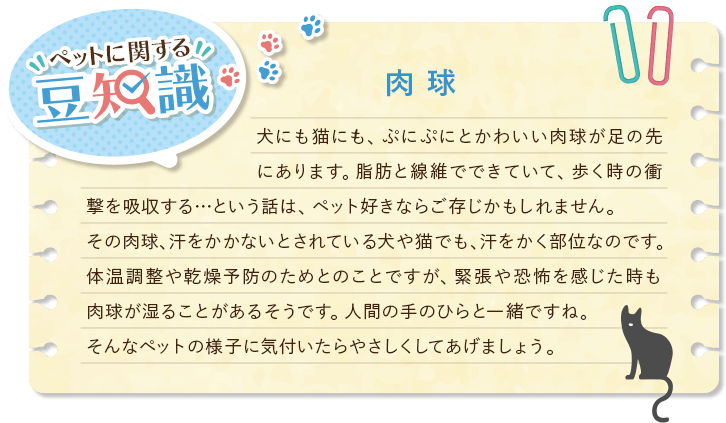 ペットに関する
豆知識
肉球
犬にも猫にも、ぷにぷにとかわいい肉球が足の先
にあります。脂肪と線維でできていて、歩く時の衝
撃を吸収する…という話は、ペット好きならご存じかもしれません。
その肉球、汗をかかないとされている犬や猫でも、汗をかく部位なのです。
体温調整や乾燥予防のためとのことですが、緊張や恐怖を感じた時も
肉球が湿ることがあるそうです。人間の手のひらと一緒ですね。
そんなペットの様子に気付いたらやさしくしてあげましょう。